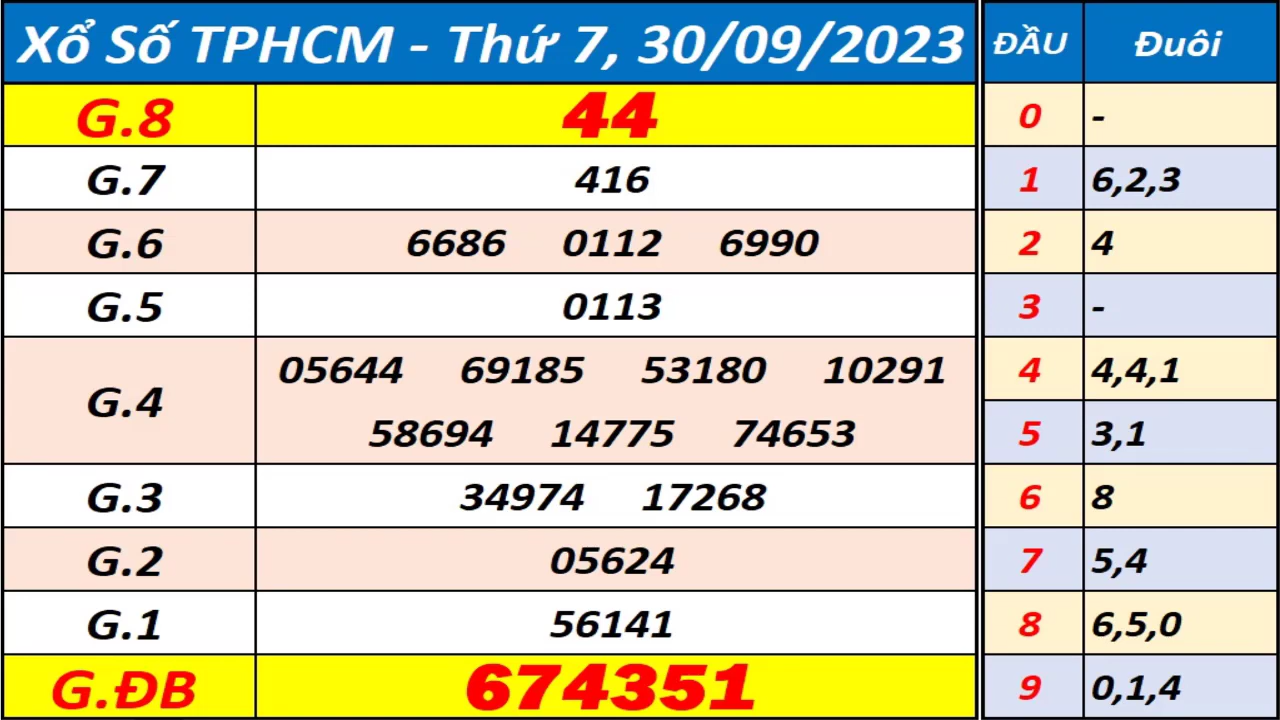 Xổ Số TPHCM - Thứ 7, 30/09/2023 ĐẦU Đuôi
G.8 44 0 -
G.7 416 1 6,2,3
G.6 6686 0112 6990 2 4
G.5 0113 3 -
05644 69185 53180 10291 4 4,4,1
G.4
58694 14775 74653 5 3,1
G.3 34974 17268 6 8
G.2 05624 7 5,4
G.1 56141 8 6,5,0
G.ĐB 674351 9 0,1,4